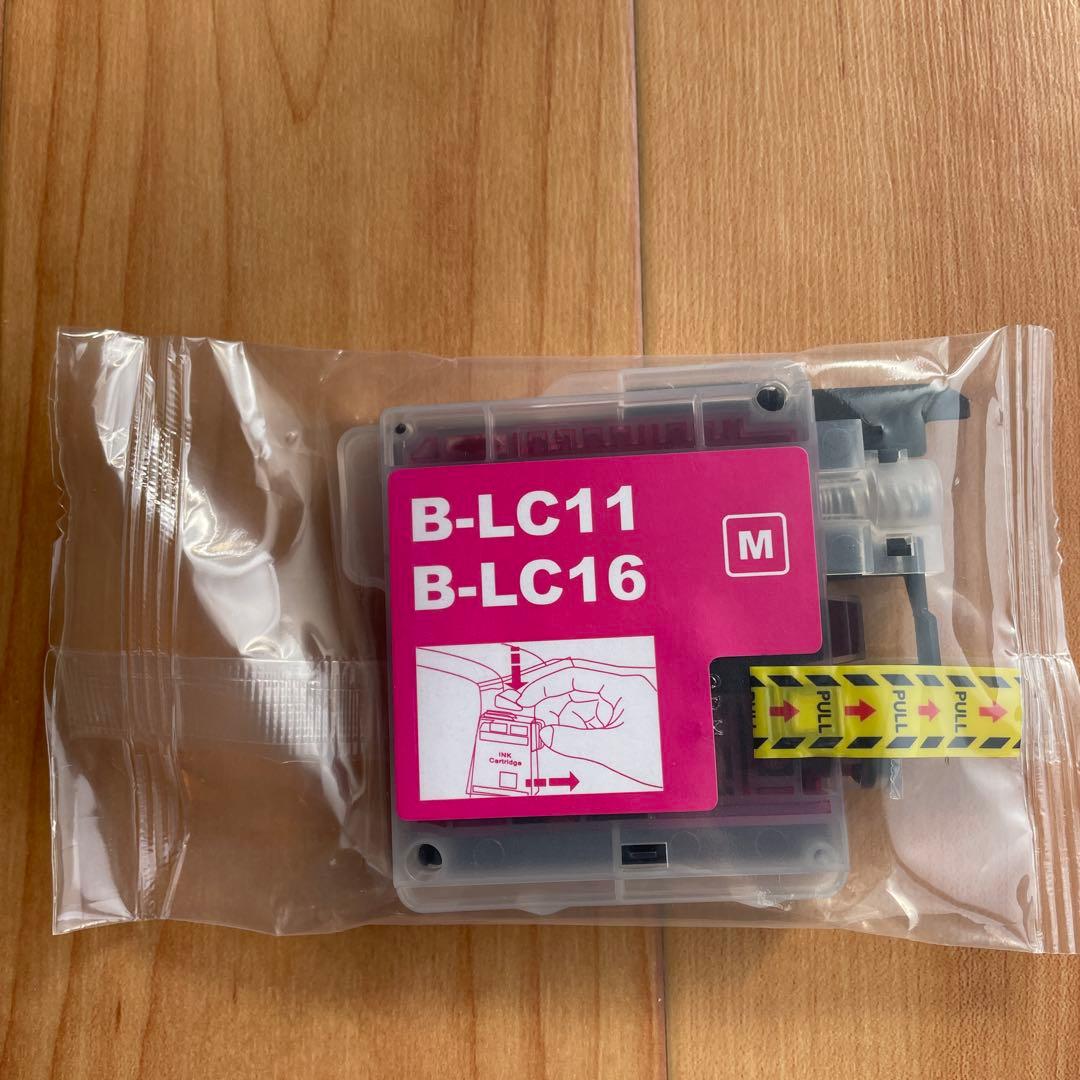 B-LC11
B-LC16
M
INK
Cartridge
PULL
PULL
PULL